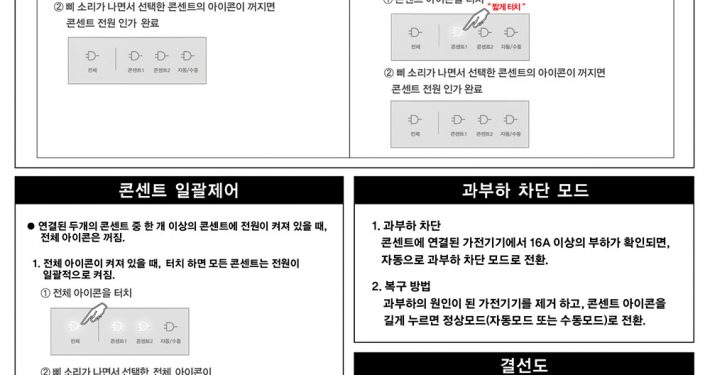 ② 삐 소리가 나면서 선택한 콘센트의 아이콘이 꺼지면
콘센트 전원 인가 완료
전체 콘센트1 콘센트2 자동/수동
"짧게 터치"
전체 콘센트1 콘센트2 자동/수동
② 삐 소리가 나면서 선택한 콘센트의 아이콘이 꺼지면
콘센트 전원 인가 완료
전체 콘센트1 콘센트2 자동/수동
콘센트 일괄제어
● 연결된 두개의 콘센트 중 한 개 이상의 콘센트에 전원이 켜져 있을 때,
전체 아이콘은 꺼짐.
1. 전체 아이콘이 켜져 있을 때, 터치 하면 모든 콘센트는 전원이
일괄적으로 켜짐.
① 전체 아이콘을 터치
전체 콘센트1 콘센트2 자동/수동
② 삐 소리가 나면서 선택한 전체 아이콘이
과부하 차단 모드
1. 과부하 차단
콘센트에 연결된 가전기기에서 16A 이상의 부하가 확인되면,
자동으로 과부하 차단 모드로 전환.
2. 복구 방법
과부하의 원인이 된 가전기기를 제거 하고, 콘센트 아이콘을
길게 누르면 정상모드(자동모드 또는 수동모드)로 전환.
결선도